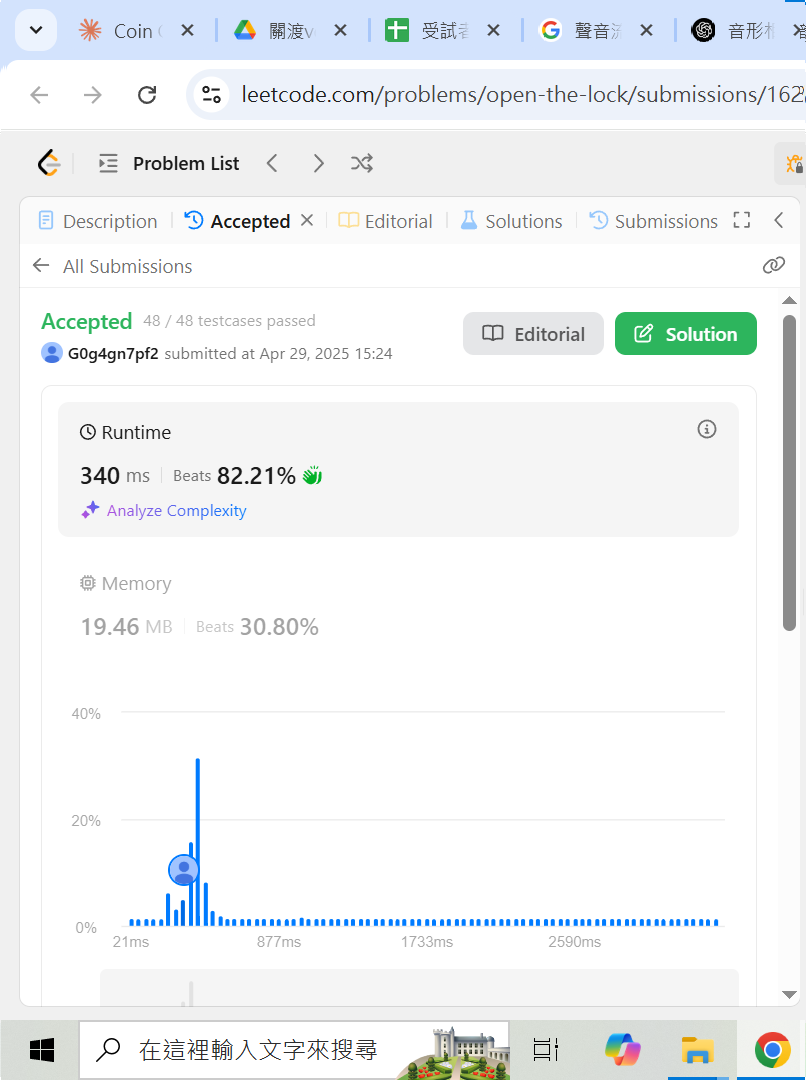 Coin
關渡
受試者
聲音
音形
leetcode.com/problems/open-the-lock/submissions/162
Problem List
Description Accepted Editorial Solutions Submissions
All Submissions
Accepted 48 / 48 testcases passed
Editorial Solution
G0g4gn7pf2 submitted at Apr 29, 2025 15:24
Runtime
340 ms Beats 82.21%
Analyze Complexity
Memory
19.46 MB Beats 30.80%
40%
20%
0%
21ms 877ms 1733ms 2590ms
在這裡輸入文字來搜尋